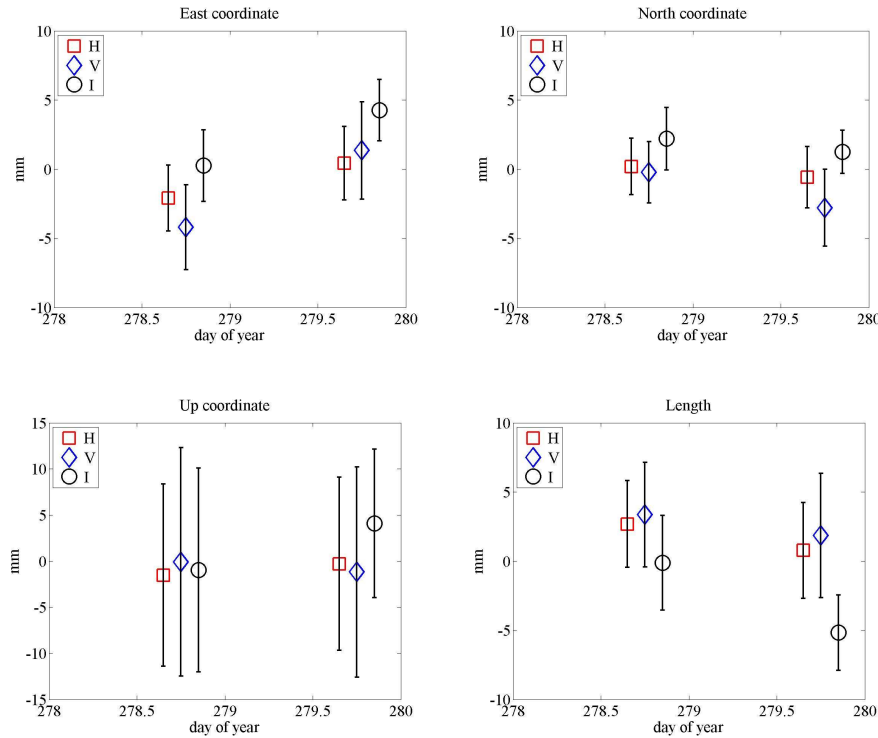 East coordinate
10
5
0
-5
-10
mm
H
V
I
278
278.5
279
279.5
280
day of year
North coordinate
10
5
0
-5
-10
mm
H
V
I
278
278.5
279
279.5
280
day of year
Up coordinate
15
10
5
0
-5
-10
-15
mm
H
V
I
278
278.5
279
279.5
280
day of year
Length
10
5
0
-5
-10
mm
H
V
I
278
278.5
279
279.5
280
day of year